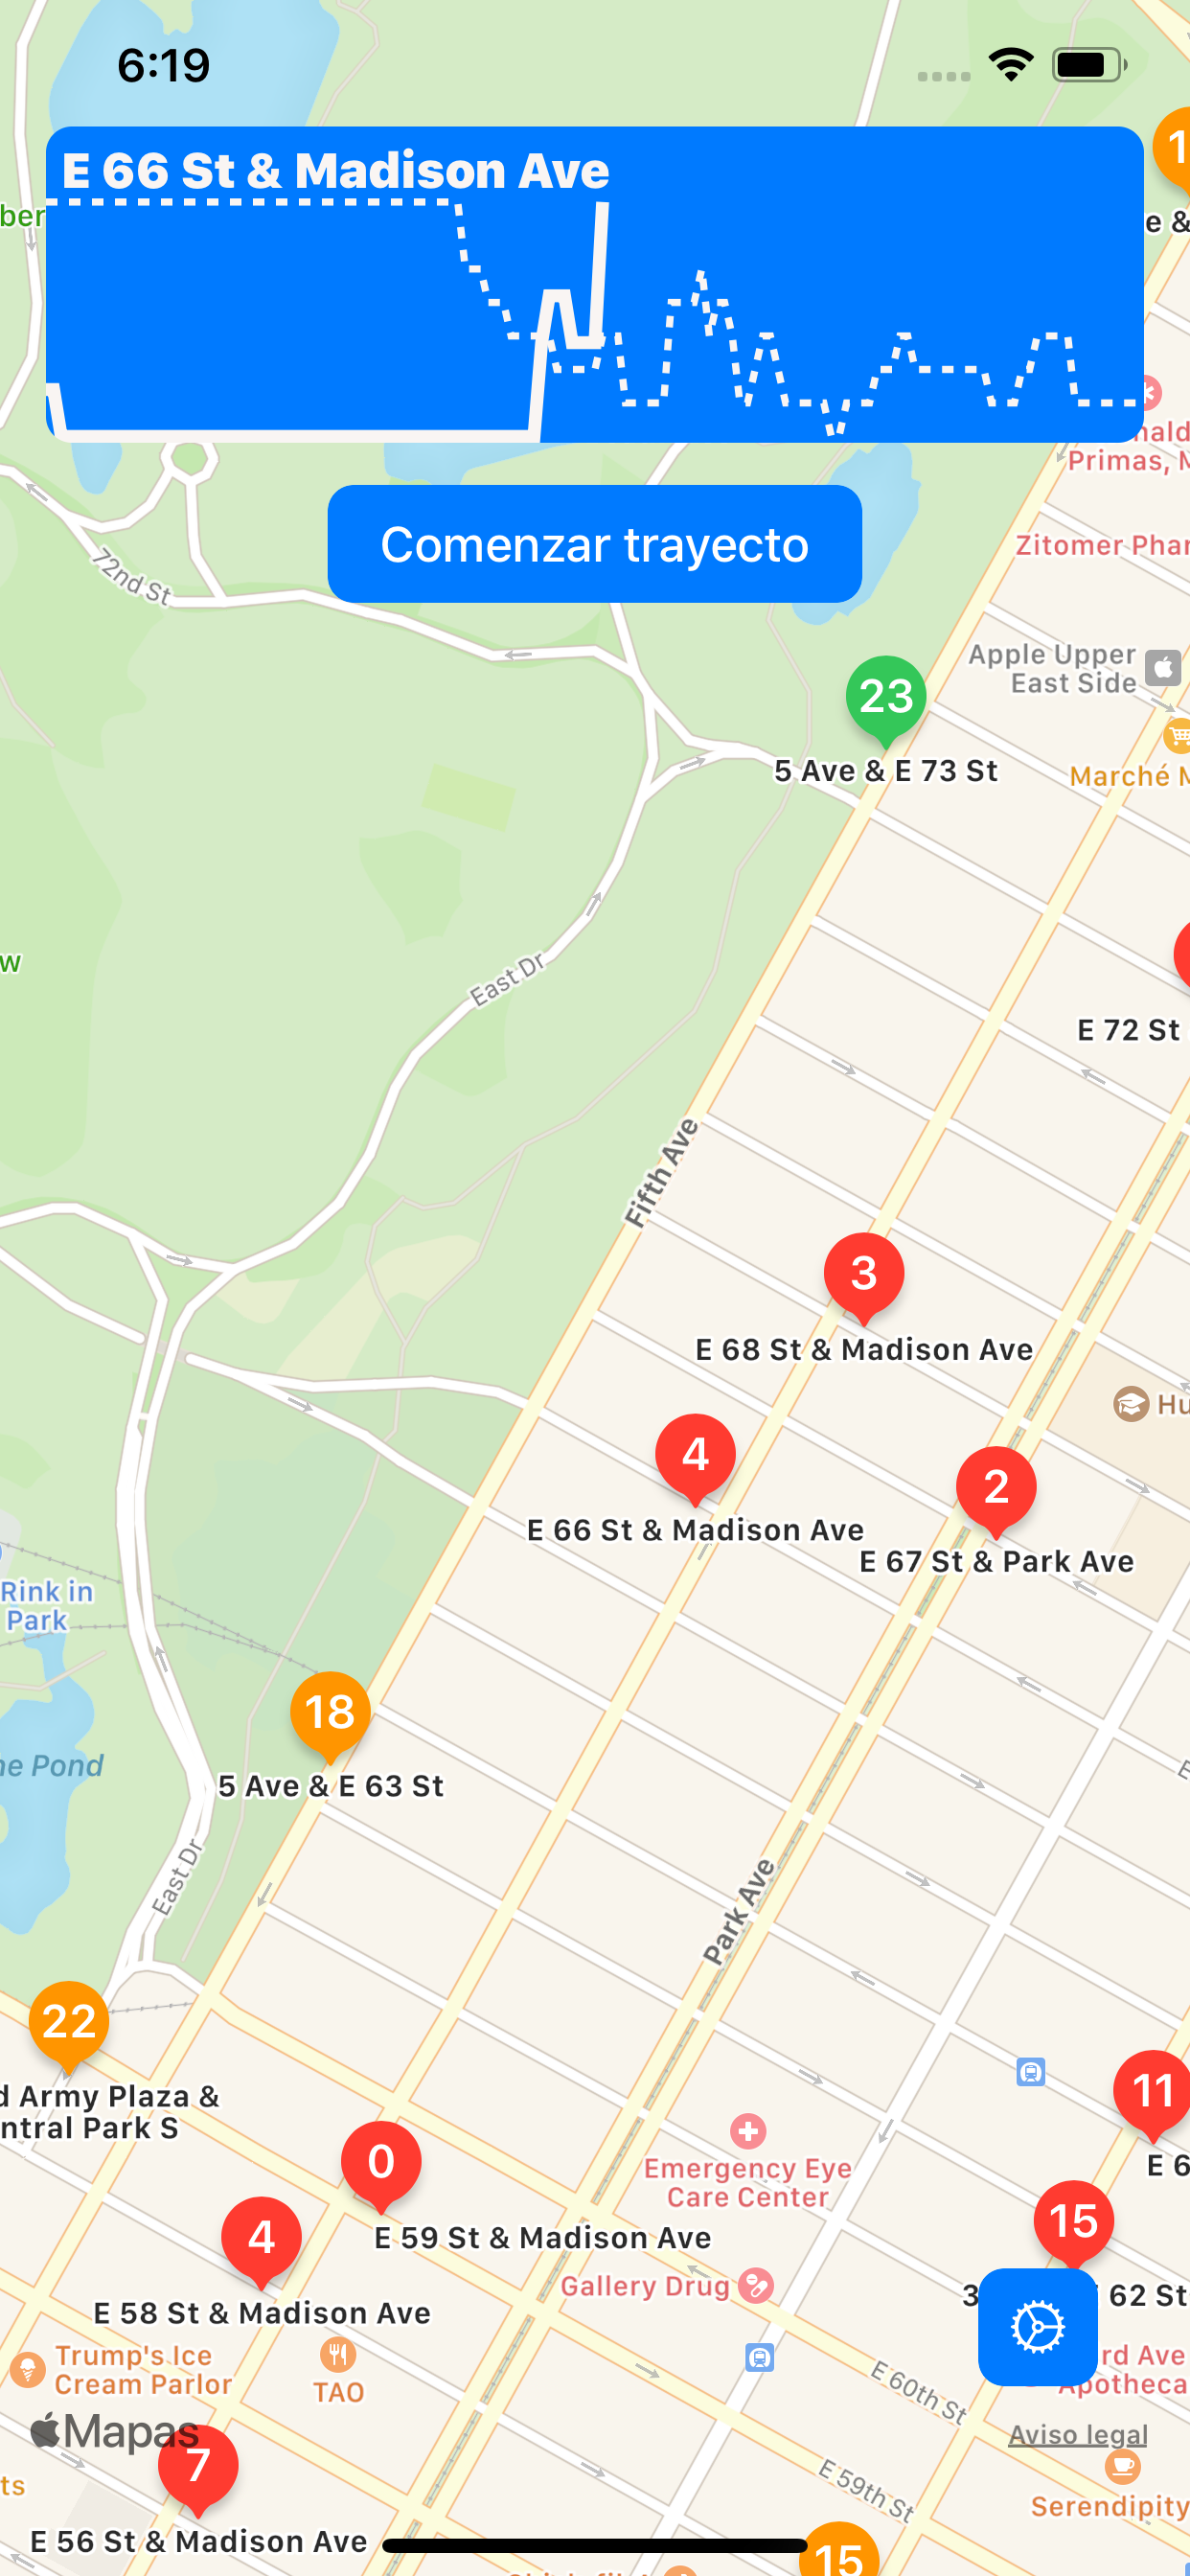 6:19
E 66 St & Madison Ave
Comenzar trayecto
72nd St
Primas, M
Zitomer Phar
Apple Upper
East Side
23
5 Ave & E 73 St
Marché M
East Dr
E 72 St
Fifth Ave
3
E 68 St & Madison Ave
4
E 66 St & Madison Ave
2
E 67 St & Park Ave
Rink in
Park
18
5 Ave & E 63 St
ne Pond
East Dr
Park Ave
22
d Army Plaza &
ntral Park S
11
E 6
0
E 59 St & Madison Ave
Emergency Eye
Care Center
15
62 St
4
E 58 St & Madison Ave
Gallery Drug
Trump's Ice
Cream Parlor
TAO
rd Ave
Apotheca
E 60th St
Mapas
Aviso legal
7
E 56 St & Madison Ave
E 59th St
Serendipity
15